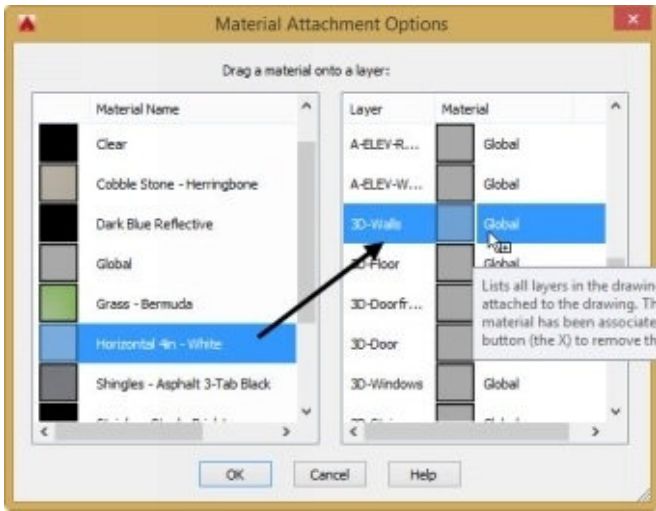 Material Attachment Options
Drag a material onto a layer:
Material Name
Clear
Cobble Stone - Herringbone
Dark Blue Reflective
Global
Grass - Bermuda
Horizontal 4in - White
Shingles - Asphalt 3-Tab Black
Layer Material
A-ELEV-R... Global
A-ELEV-W... Global
3D-Walls Global
3D-Floor Global
3D-Doorfr...
3D-Door
3D-Windows Global
Lists all layers in the drawin
attached to the drawing. Th
material has been associate
button (the X) to remove th
OK Cancel Help